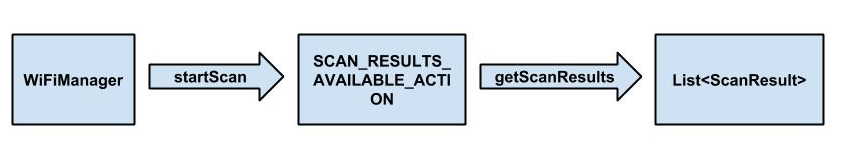 WiFiManager
startScan
SCAN_RESULTS_
AVAILABLE_ACTI
ON
getScanResults
List<ScanResult>